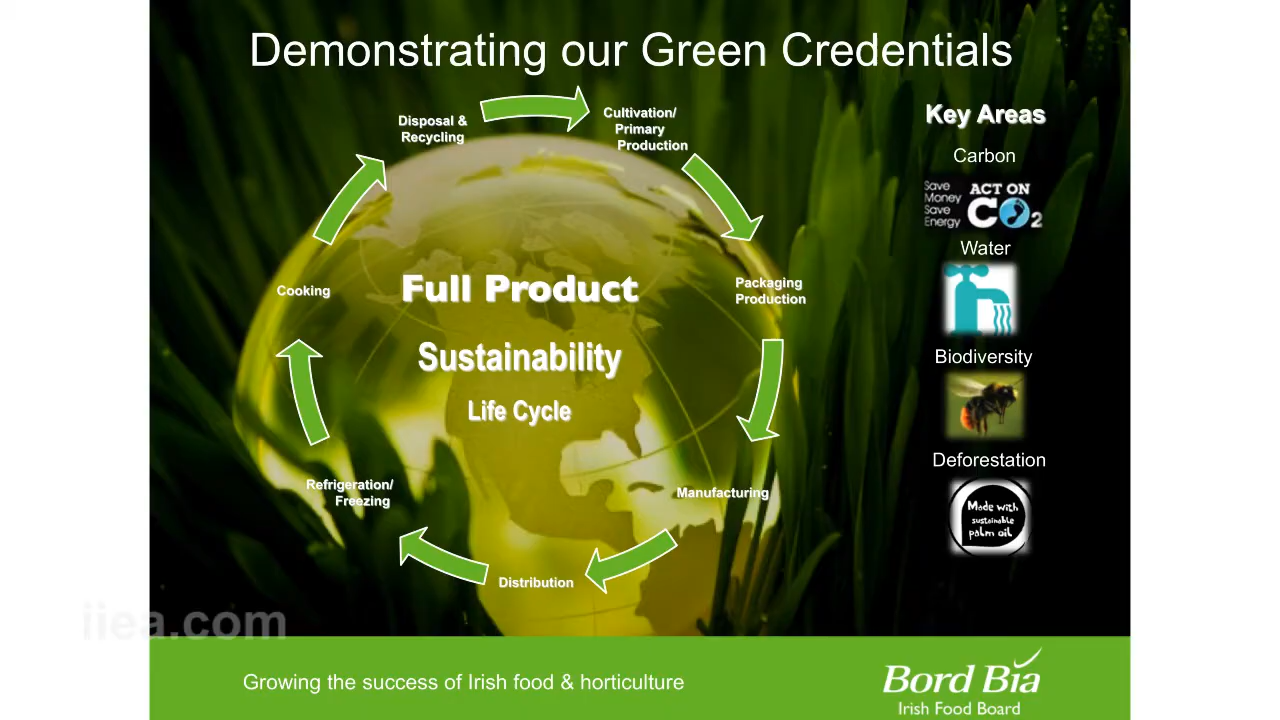 Demonstrating our Green Credentials
Disposal &
Recycling
Cultivation/
Primary
Production
Packaging
Production
Manufacturing
Distribution
Refrigeration/
Freezing
Cooking
Full Product
Sustainability
Life Cycle
Key Areas
Carbon
Save
Money
Save
Energy
ACT ON
CO2
Water
Biodiversity
Deforestation
Made with
sustainable
palm oil
iiea.com
Growing the success of Irish food & horticulture
Bord Bia
Irish Food Board